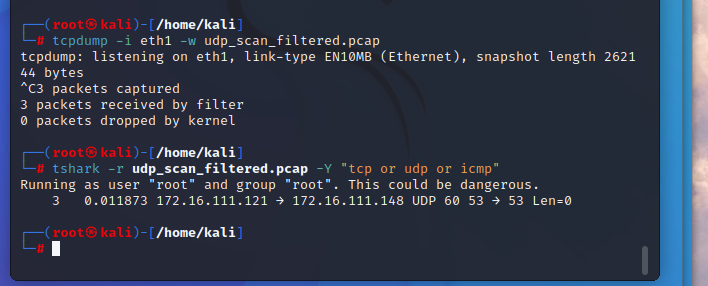 ┌──(root㉿kali)-[/home/kali]
└─# tcpdump -i eth1 -w udp_scan_filtered.pcap
tcpdump: listening on eth1, link-type EN10MB (Ethernet), snapshot length 2621
44 bytes
^C3 packets captured
3 packets received by filter
0 packets dropped by kernel
┌──(root㉿kali)-[/home/kali]
└─# tshark -r udp_scan_filtered.pcap -Y "tcp or udp or icmp"
Running as user "root" and group "root". This could be dangerous.
    3   0.011873 172.16.111.121 → 172.16.111.148 UDP 60 53 → 53 Len=0
┌──(root㉿kali)-[/home/kali]
└─#